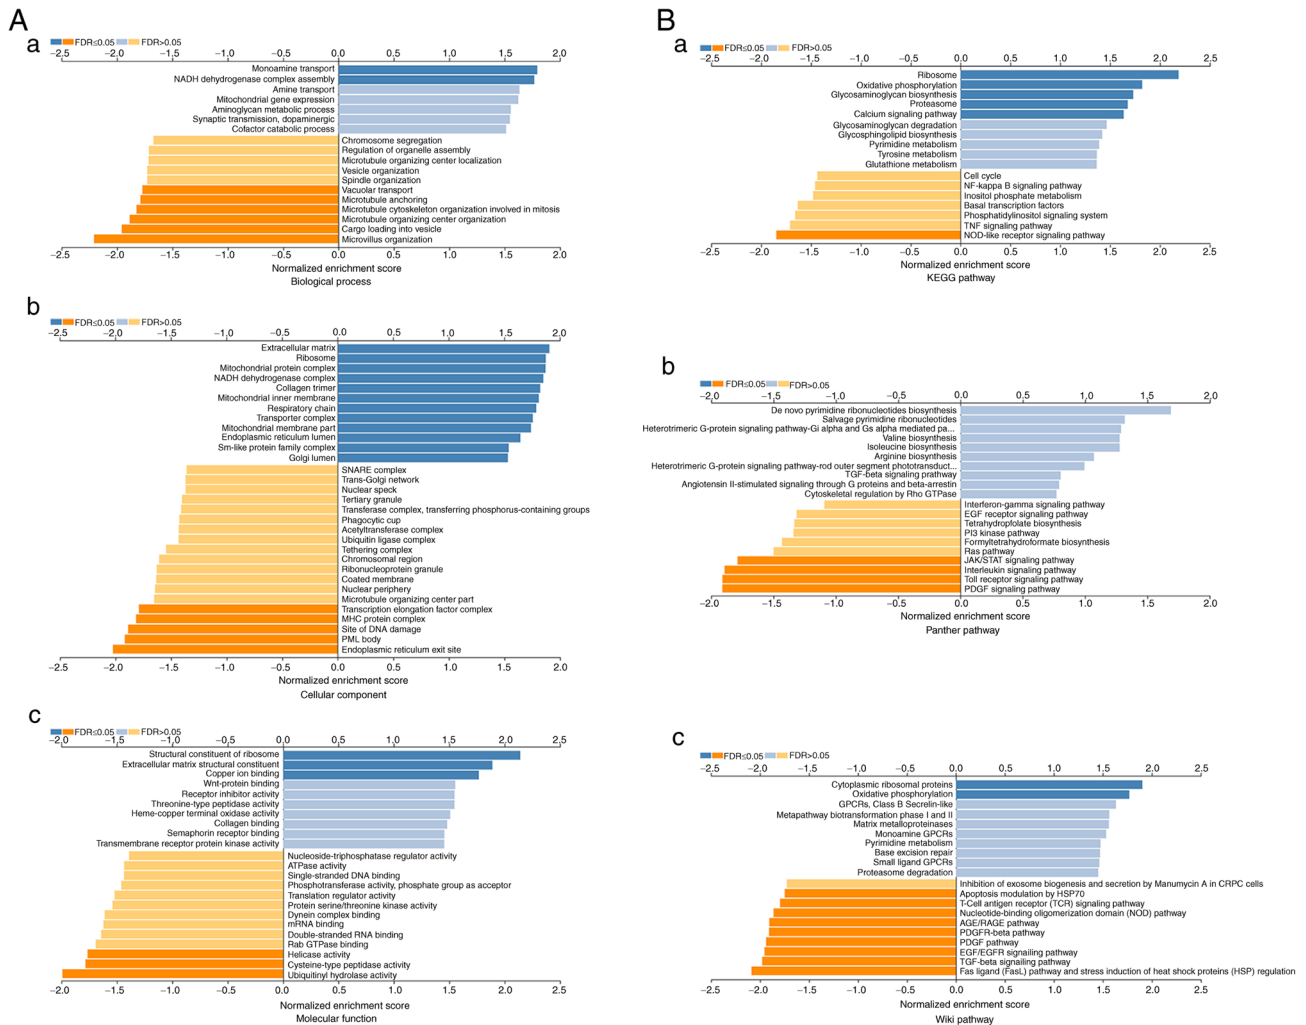 A
a
FDR≤0.05 FDR>0.05
−2.5 −1.5 −1.0 −0.5 0.0 0.5 1.0 1.5 2.0
Monoamine transport
NADH dehydrogenase complex assembly
Amine transport
Mitochondrial gene expression
Aminoglycan metabolic process
Synaptic transmission, dopaminergic
Cofactor catabolic process
Chromosome segregation
Regulation of organelle assembly
Microtubule organizing center localization
Vesicle organization
Spindle organization
Vacuolar transport
Microtubule anchoring
Microtubule cytoskeleton organization involved in mitosis
Microtubule organizing center organization
Cargo loading into vesicle
Microvillus organization
−2.5 −2.0 −1.5 −1.0 −0.5 0.0 0.5 1.0 1.5 2.0
Normalized enrichment score
Biological process
b
FDR≤0.05 FDR>0.05
−2.5 −1.5 −1.0 −0.5 0.0 0.5 1.0 1.5 2.0
Extracellular matrix
Ribosome
Mitochondrial protein complex
NADH dehydrogenase complex
Collagen trimer
Mitochondrial inner membrane
Respiratory chain
Transporter complex
Mitochondrial membrane part
Endoplasmic reticulum lumen
Sm-like protein family complex
Golgi lumen
SNARE complex
Trans-Golgi network
Nuclear speck
Tertiary granule
Transferase complex, transferring phosphorus-containing groups
Phagocytic cup
Acetyltransferase complex
Ubiquitin ligase complex
Tethering complex
Chromosomal region
Ribonucleoprotein granule
Coated membrane
Nuclear periphery
Microtubule organizing center part
Transcription elongation factor complex
MHC protein complex
Site of DNA damage
PML body
Endoplasmic reticulum exit site
−2.5 −2.0 −1.5 −1.0 −0.5 0.0 0.5 1.0 1.5 2.0
Normalized enrichment score
Cellular component
c
FDR≤0.05 FDR>0.05
−2.0 −1.5 −1.0 −0.5 0.0 0.5 1.0 1.5 2.0 2.5
Structural constituent of ribosome
Extracellular matrix structural constituent
Copper ion binding
Wnt-protein binding
Receptor inhibitor activity
Threonine-type peptidase activity
Heme-copper terminal oxidase activity
Collagen binding
Semaphorin receptor binding
Transmembrane receptor protein kinase activity
Nucleoside-triphosphatase regulator activity
ATPase activity
Single-stranded DNA binding
Phosphotransferase activity, phosphate group as acceptor
Translation regulator activity
Protein serine/threonine kinase activity
Dynein complex binding
mRNA binding
Double-stranded RNA binding
Rab GTPase binding
Helicase activity
Cysteine-type peptidase activity
Ubiquitinyl hydrolase activity
−2.0 −1.5 −1.0 −0.5 0.0 0.5 1.0 1.5 2.0 2.5
Normalized enrichment score
Molecular function
B
a
FDR≤0.05 FDR>0.05
−2.5 −2.0 −1.5 −1.0 −0.5 0.0 0.5 1.0 1.5 2.0 2.5
Ribosome
Oxidative phosphorylation
Glycosaminoglycan biosynthesis
Proteasome
Calcium signaling pathway
Glycosaminoglycan degradation
Glycosphingolipid biosynthesis
Pyrimidine metabolism
Tyrosine metabolism
Glutathione metabolism
Cell cycle
NF-kappa B signaling pathway
Inositol phosphate metabolism
Basal transcription factors
Phosphatidylinositol signaling system
TNF signaling pathway
NOD-like receptor signaling pathway
−2.5 −2.0 −1.5 −1.0 −0.5 0.0 0.5 1.0 1.5 2.0 2.5
Normalized enrichment score
KEGG pathway
b
FDR≤0.05 FDR>0.05
−2.0 −1.5 −1.0 −0.5 0.0 0.5 1.0 1.5 2.0
De novo pyrimidine ribonucleotides biosynthesis
Salvage pyrimidine ribonucleotides
Heterotrimeric G-protein signaling pathway-Gi alpha and Gs alpha mediated pa...
Valine biosynthesis
Isoleucine biosynthesis
Arginine biosynthesis
Heterotrimeric G-protein signaling pathway-rod outer segment phototransduct...
TGF-beta signaling pathway
Angiotensin II-stimulated signaling through G proteins and beta-arrestin
Cytoskeletal regulation by Rho GTPase
Interferon-gamma signaling pathway
EGF receptor signaling pathway
Tetrahydropfolate biosynthesis
PI3 kinase pathway
Formyltetrahydroformate biosynthesis
Ras pathway
JAK/STAT signaling pathway
Interleukin signaling pathway
Toll receptor signaling pathway
PDGF signaling pathway
−2.0 −1.5 −1.0 −0.5 0.0 0.5 1.0 1.5 2.0
Normalized enrichment score
Panther pathway
c
FDR≤0.05 FDR>0.05
−2.5 −2.0 −1.5 −1.0 −0.5 0.0 0.5 1.0 1.5 2.0 2.5
Cytoplasmic ribosomal proteins
Oxidative phosphorylation
GPCRs, Class B Secrelin-like
Metapathway biotransformation phase I and II
Matrix metalloproteinases
Monoamine GPCRs
Pyrimidine metabolism
Base excision repair
Small ligand GPCRs
Proteasome degradation
Inhibition of exosome biogenesis and secretion by Manumycin A in CRPC cells
Apoptosis modulation by HSP70
T-Cell antigen receptor (TCR) signaling pathway
Nucleotide-binding oligomerization domain (NOD) pathway
AGE/RAGE pathway
PDGFR-beta pathway
PDGF pathway
EGF/EGFR signailing pathway
TGF-beta signailling pathway
Fas ligand (FasL) pathway and stress induction of heat shock proteins (HSP) regulation
−2.5 −2.0 −1.5 −1.0 −0.5 0.0 0.5 1.0 1.5 2.0 2.5
Normalized enrichment score
Wiki pathway